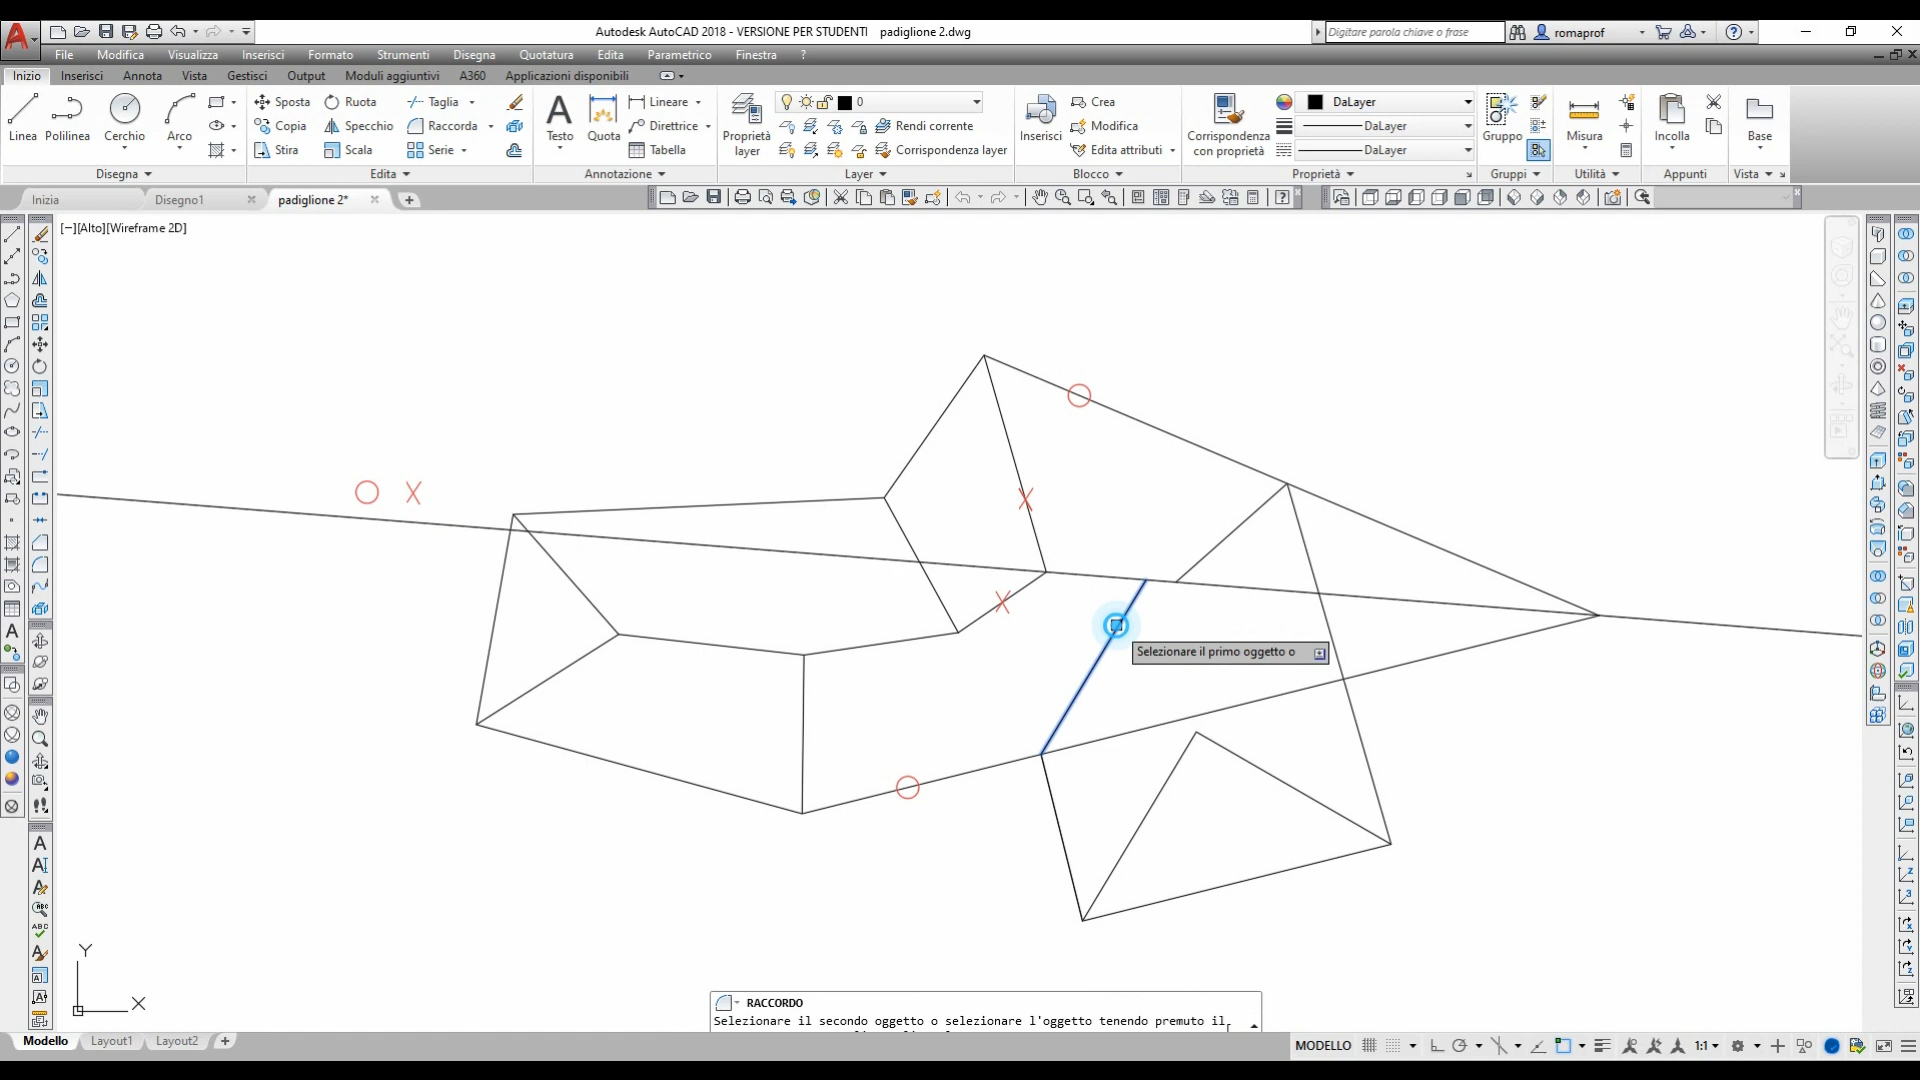 Autodesk AutoCAD 2018 - VERSIONE PER STUDENTI padiglione 2.dwg
Digitare parola chiave o frase
romaprof
File Modifica Visualizza Inserisci Formato Strumenti Disegna Quotatura Edita Parametrico Finestra ?
Inizio Inserisci Annota Vista Gestisci Output Moduli aggiuntivi A360 Applicazioni disponibili
Linea Polilinea Cerchio Arco
Sposta Ruota Taglia
Copia Specchio Raccorda
Stira Scala Serie
Testo Quota
Lineare
Direttrice
Tabella
Proprietà layer
0
Rendi corrente
Corrispondenza layer
Inserisci
Crea
Modifica
Edita attributi
Corrispondenza con proprietà
DaLayer
DaLayer
DaLayer
Gruppo
Misura
Incolla
Base
Disegna Edita Annotazione Layer Blocco Proprietà Gruppi Utilità Appunti Vista
Inizia Disegno1 padiglione 2*
[−][Alto][Wireframe 2D]
X
X
X
Selezionare il primo oggetto o
Y
X
RACCORDO
Selezionare il secondo oggetto o selezionare l'oggetto tenendo premuto il
Modello Layout1 Layout2
MODELLO 1:1